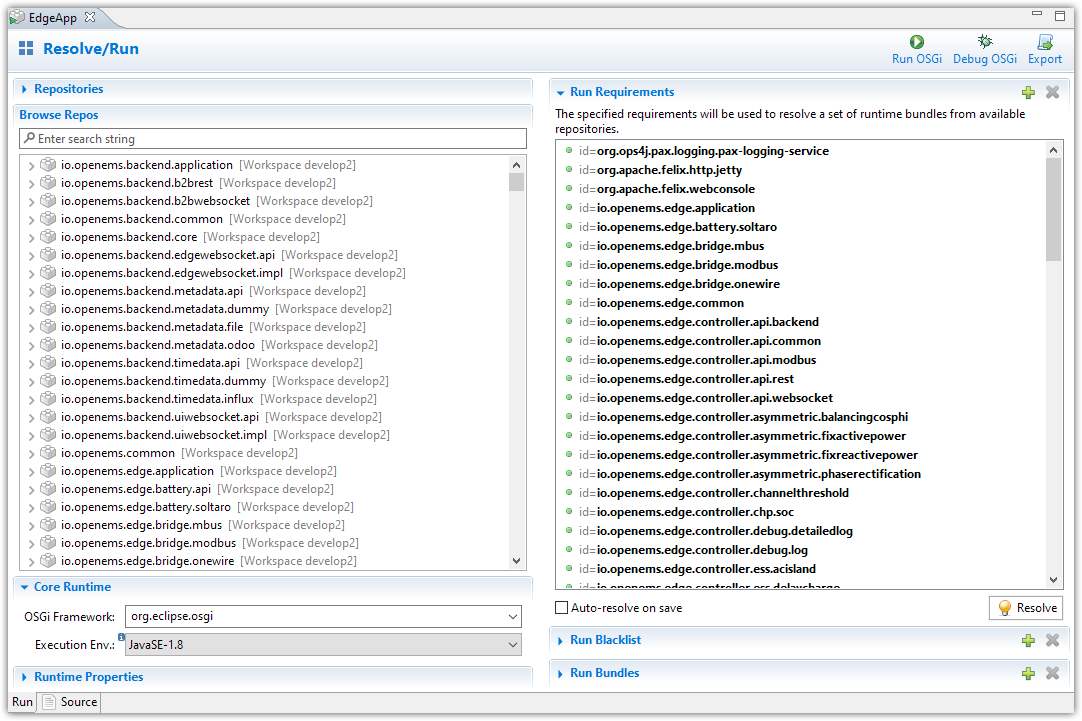 EdgeApp
Resolve/Run
Run OSGi Debug OSGi Export
Repositories
Browse Repos
Enter search string
io.openems.backend.application [Workspace develop2]
io.openems.backend.b2brest [Workspace develop2]
io.openems.backend.b2bwebsocket [Workspace develop2]
io.openems.backend.common [Workspace develop2]
io.openems.backend.core [Workspace develop2]
io.openems.backend.edgewebsocket.api [Workspace develop2]
io.openems.backend.edgewebsocket.impl [Workspace develop2]
io.openems.backend.metadata.api [Workspace develop2]
io.openems.backend.metadata.dummy [Workspace develop2]
io.openems.backend.metadata.file [Workspace develop2]
io.openems.backend.metadata.odoo [Workspace develop2]
io.openems.backend.timedata.api [Workspace develop2]
io.openems.backend.timedata.dummy [Workspace develop2]
io.openems.backend.timedata.influx [Workspace develop2]
io.openems.backend.uiwebsocket.api [Workspace develop2]
io.openems.backend.uiwebsocket.impl [Workspace develop2]
io.openems.common [Workspace develop2]
io.openems.edge.application [Workspace develop2]
io.openems.edge.battery.api [Workspace develop2]
io.openems.edge.battery.soltaro [Workspace develop2]
io.openems.edge.bridge.mbus [Workspace develop2]
io.openems.edge.bridge.modbus [Workspace develop2]
io.openems.edge.bridge.onewire [Workspace develop2]
Core Runtime
OSGi Framework: org.eclipse.osgi
Execution Env.: JavaSE-1.8
Runtime Properties
Run Requirements
The specified requirements will be used to resolve a set of runtime bundles from available
repositories.
id=org.ops4j.pax.logging.pax-logging-service
id=org.apache.felix.http.jetty
id=org.apache.felix.webconsole
id=io.openems.edge.application
id=io.openems.edge.battery.soltaro
id=io.openems.edge.bridge.mbus
id=io.openems.edge.bridge.modbus
id=io.openems.edge.bridge.onewire
id=io.openems.edge.common
id=io.openems.edge.controller.api.backend
id=io.openems.edge.controller.api.common
id=io.openems.edge.controller.api.modbus
id=io.openems.edge.controller.api.rest
id=io.openems.edge.controller.api.websocket
id=io.openems.edge.controller.asymmetric.balancingcosphi
id=io.openems.edge.controller.asymmetric.fixactivepower
id=io.openems.edge.controller.asymmetric.fixreactivepower
id=io.openems.edge.controller.asymmetric.phaserectification
id=io.openems.edge.controller.channelthreshold
id=io.openems.edge.controller.chp.soc
id=io.openems.edge.controller.debug.detailedlog
id=io.openems.edge.controller.debug.log
id=io.openems.edge.controller.ess.acisland
id=io.openems.edge.controller.ess.delaycharge
Auto-resolve on save
Resolve
Run Blacklist
Run Bundles
Run Source